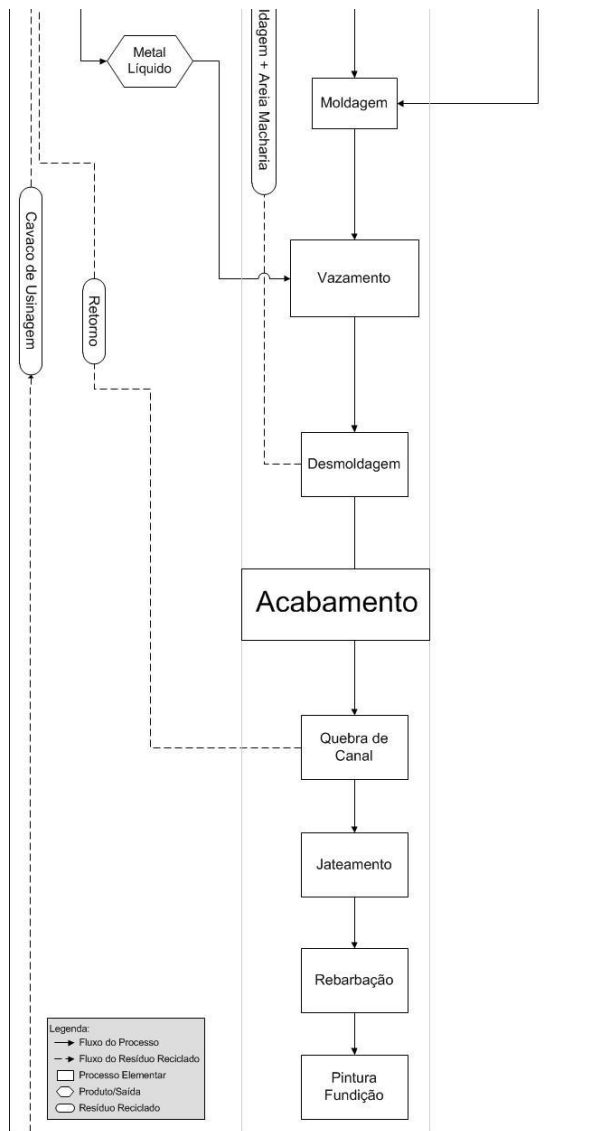 Metal
Líquido
ldagem + Areia Macharia
Moldagem
Cavaco de Usinagem
Retorno
Vazamento
Desmoldagem
Acabamento
Quebra de
Canal
Jateamento
Rebarbação
Pintura
Fundição
Legenda:
Fluxo do Processo
Fluxo do Resíduo Reciclado
Processo Elementar
Produto/Saída
Resíduo Reciclado